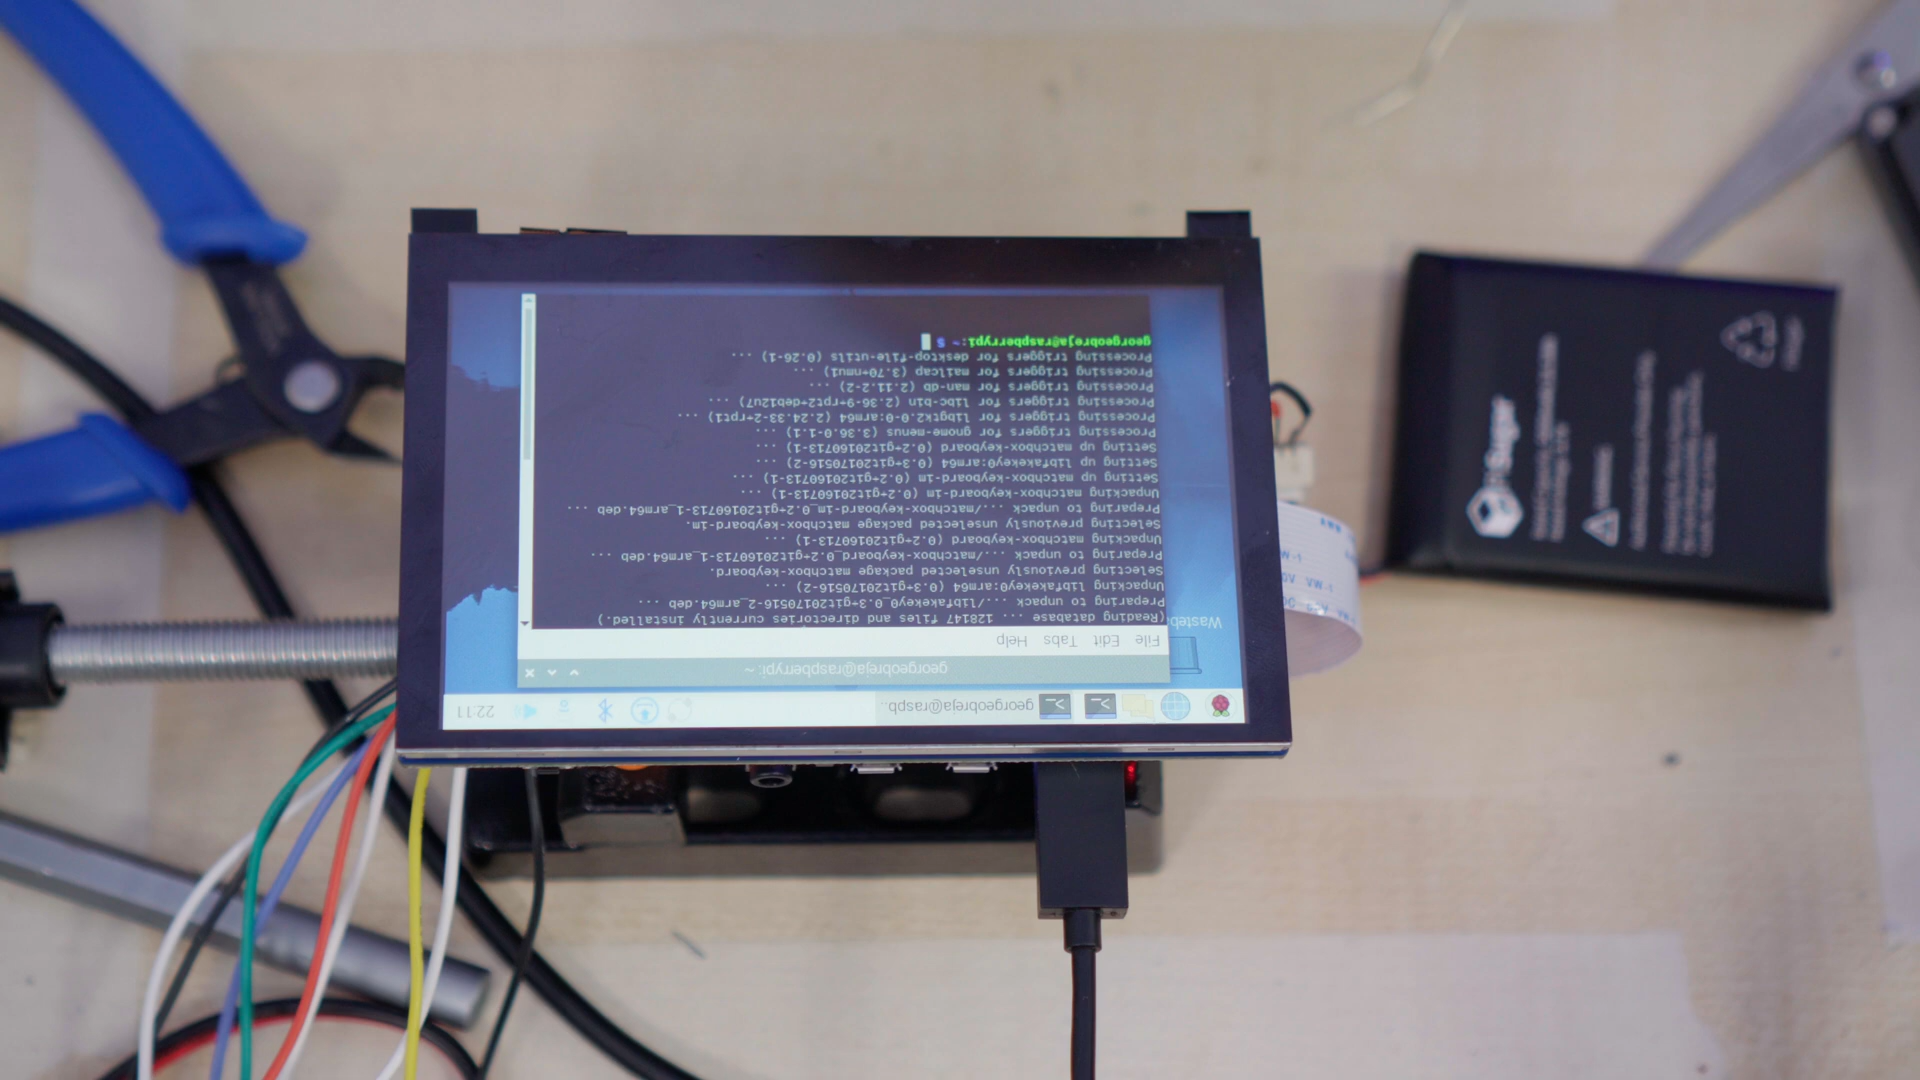 georgeobreja@raspb..
22:11
georgeobreja@raspberrypi: ~
File Edit Tabs Help
Wasteb
(Reading database ... 128147 files and directories currently installed.)
Preparing to unpack .../libfakekey0_0.3+git20170516-2_arm64.deb ...
Unpacking libfakekey0:arm64 (0.3+git20170516-2) ...
Selecting previously unselected package matchbox-keyboard.
Preparing to unpack .../matchbox-keyboard_0.2+git20160713-1_arm64.deb ...
Unpacking matchbox-keyboard (0.2+git20160713-1) ...
Selecting previously unselected package matchbox-keyboard-im.
Preparing to unpack .../matchbox-keyboard-im_0.2+git20160713-1_arm64.deb ...
Unpacking matchbox-keyboard-im (0.2+git20160713-1) ...
Setting up matchbox-keyboard-im (0.2+git20160713-1) ...
Setting up libfakekey0:arm64 (0.3+git20170516-2) ...
Setting up matchbox-keyboard (0.2+git20160713-1) ...
Processing triggers for gnome-menus (3.36.0-1.1) ...
Processing triggers for libgtk2.0-0:arm64 (2.24.33-2+rpt1) ...
Processing triggers for libc-bin (2.36-9+rpt2+deb12u7) ...
Processing triggers for man-db (2.11.2-2) ...
Processing triggers for mailcap (3.70+nmu1) ...
Processing triggers for desktop-file-utils (0.26-1) ...
georgeobreja@raspberrypi:~ $
Sugar
VW-1